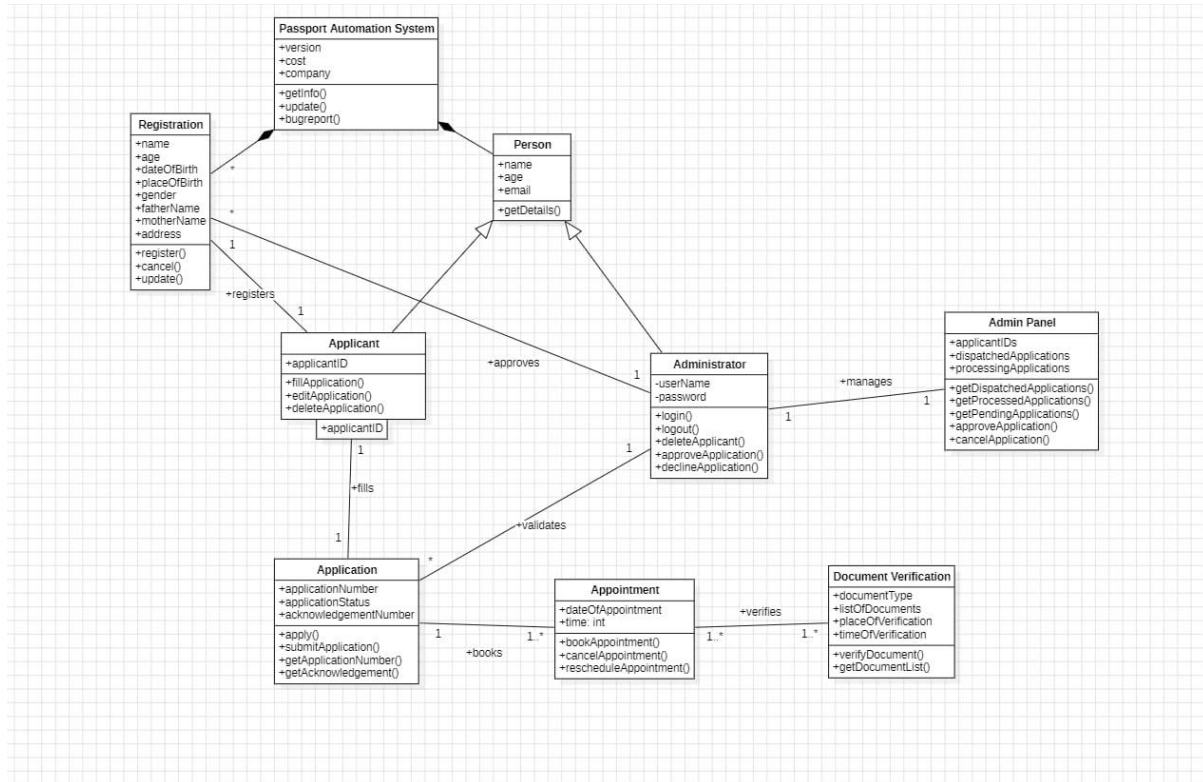 Passport Automation System
+version
+cost
+company
+getInfo()
+update()
+bugreport()
Registration
+name
+age
+dateOfBirth
+placeOfBirth
+gender
+fatherName
+motherName
+address
+register()
+cancel()
+update()
*
*
1
+registers
1
Person
+name
+age
+email
+getDetails()
Applicant
+applicantID
+fillApplication()
+editApplication()
+deleteApplication()
+applicantID
1
+fills
1
+approves
1
Administrator
-userName
-password
+login()
+logout()
+deleteApplicant()
+approveApplication()
+declineApplication()
1
+manages
1
Admin Panel
+applicantIDs
+dispatchedApplications
+processingApplications
+getDispatchedApplications()
+getProcessedApplications()
+getPendingApplications()
+approveApplication()
+cancelApplication()
1
+validates
*
Application
+applicationNumber
+applicationStatus
+acknowledgementNumber
+apply()
+submitApplication()
+getApplicationNumber()
+getAcknowledgement()
1
+books
1..*
Appointment
+dateOfAppointment
+time: int
+bookAppointment()
+cancelAppointment()
+rescheduleAppointment()
1..*
+verifies
1..*
Document Verification
+documentType
+listOfDocuments
+placeOfVerification
+timeOfVerification
+verifyDocument()
+getDocumentList()